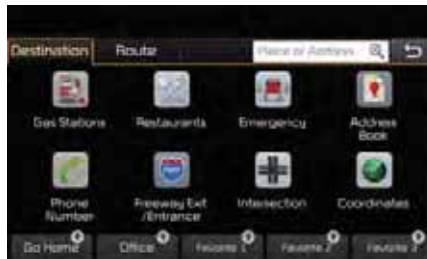 Destination Route Place or Address
Gas Stations Restaurants Emergency Address Book
Phone Number Freeway Exit /Entrance Intersection Coordinates
Go Home Office Favorite 1 Favorite 2 Favorite 3